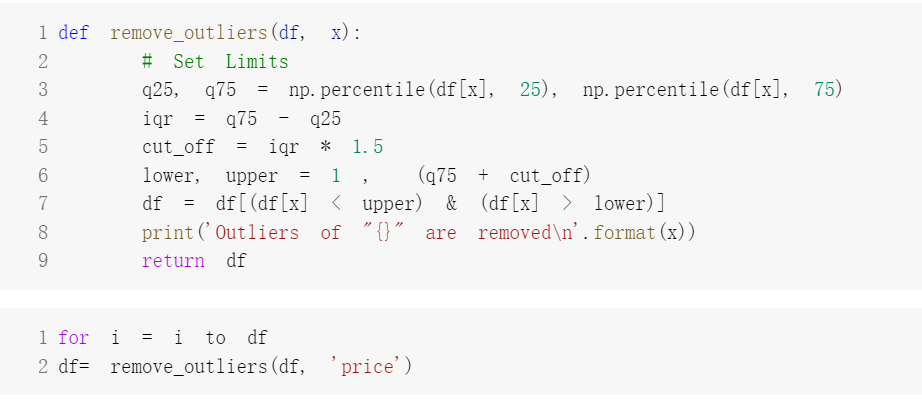 1 def remove_outliers(df, x):
2 # Set Limits
3 q25, q75 = np.percentile(df[x], 25), np.percentile(df[x], 75)
4 iqr = q75 - q25
5 cut_off = iqr * 1.5
6 lower, upper = 1 , (q75 + cut_off)
7 df = df[(df[x] < upper) & (df[x] > lower)]
8 print('Outliers of "{}" are removed\n'.format(x))
9 return df
1 for i = i to df
2 df= remove_outliers(df, 'price')